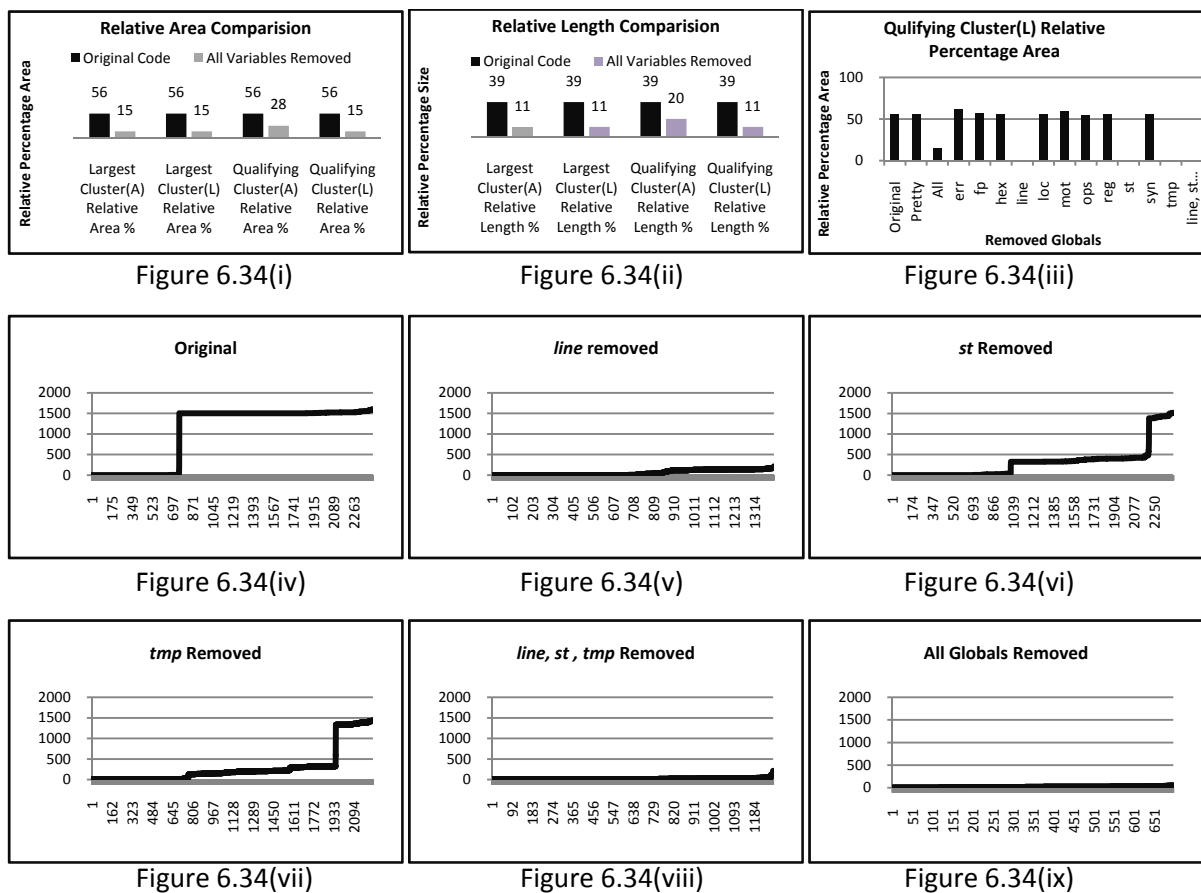 Relative Area Comparision
Original Code All Variables Removed
Relative Percentage Area
56 15 56 15 56 28 56 15
Largest Cluster(A) Relative Area %
Largest Cluster(L) Relative Area %
Qualifying Cluster(A) Relative Area %
Qualifying Cluster(L) Relative Area %
Figure 6.34(i)
Relative Length Comparision
Original Code All Variables Removed
Relative Percentage Size
39 11 39 11 39 20 39 11
Largest Cluster(A) Relative Length %
Largest Cluster(L) Relative Length %
Qualifying Cluster(A) Relative Length %
Qualifying Cluster(L) Relative Length %
Figure 6.34(ii)
Qulifying Cluster(L) Relative
Percentage Area
Relative Percentage Area
100
50
0
Original Pretty All err fp hex line loc mot ops reg st syn tmp line, st....
Removed Globals
Figure 6.34(iii)
Original
2000
1500
1000
500
0
1 175 349 523 697 871 1045 1219 1393 1567 1741 1915 2089 2263
Figure 6.34(iv)
line removed
2000
1500
1000
500
0
1 102 203 304 405 506 607 708 809 910 1011 1112 1213 1314
Figure 6.34(v)
st Removed
2000
1500
1000
500
0
1 174 347 520 693 866 1039 1212 1385 1558 1731 1904 2077 2250
Figure 6.34(vi)
tmp Removed
2000
1500
1000
500
0
1 162 323 484 645 806 967 1128 1289 1450 1611 1772 1933 2094
Figure 6.34(vii)
line, st , tmp Removed
2000
1500
1000
500
0
1 92 183 274 365 456 547 638 729 820 911 1002 1093 1184
Figure 6.34(viii)
All Globals Removed
2000
1500
1000
500
0
1 51 101 151 201 251 301 351 401 451 501 551 601 651
Figure 6.34(ix)